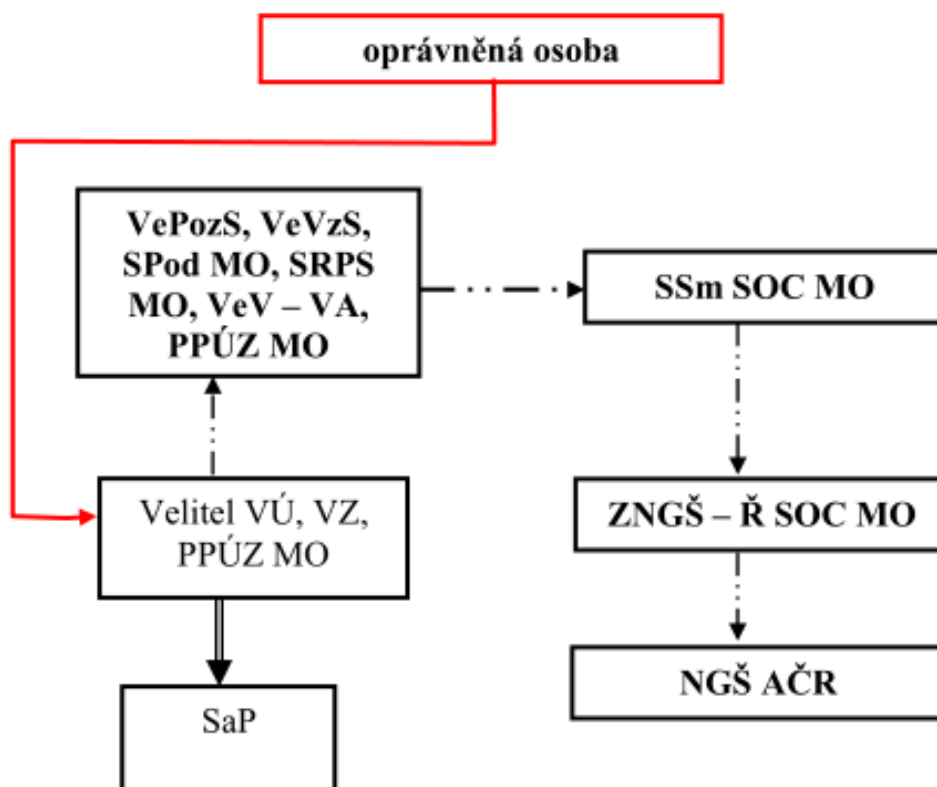 oprávněná osoba
VePozS, VeVzS,
SPod MO, SRPS
MO, VeV – VA,
PPÚZ MO
SSm SOC MO
Velitel VÚ, VZ,
PPÚZ MO
ZNGŠ – Ř SOC MO
NGŠ AČR
SaP